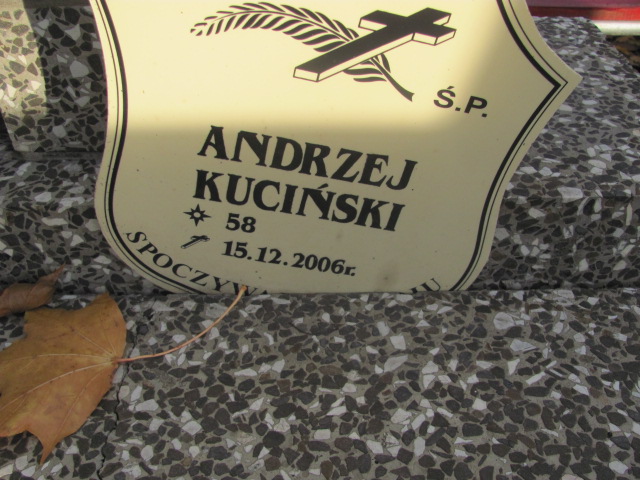 Ś.P.
ANDRZEJ
KUCIŃSKI
58
15.12.2006r.